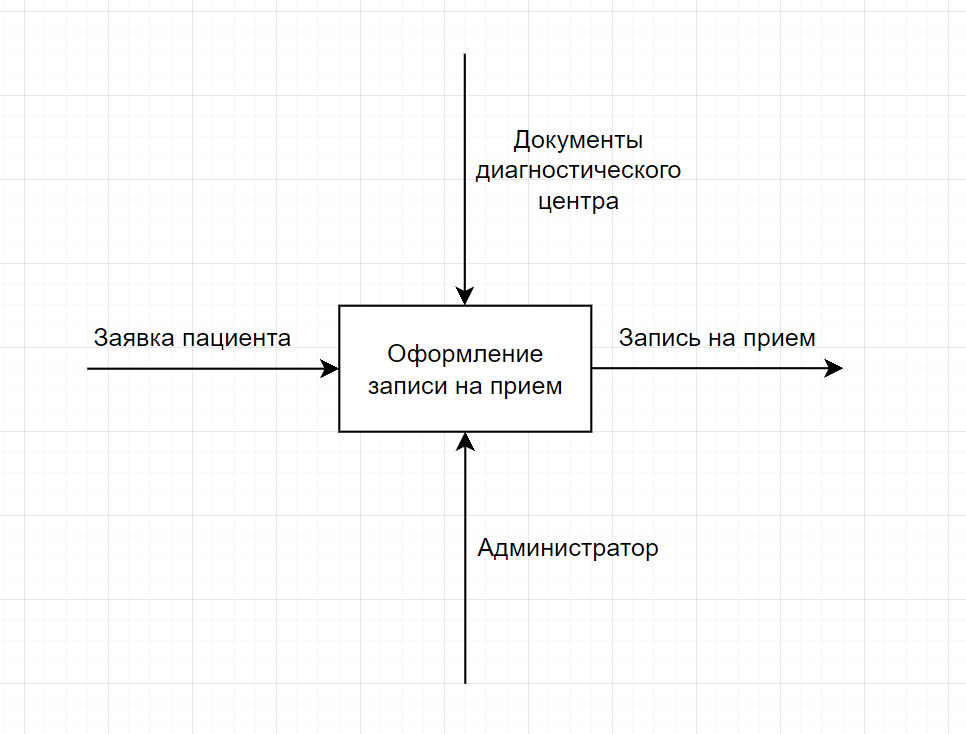 Документы
диагностического
центра
Заявка пациента
Оформление
записи на прием
Запись на прием
Администратор